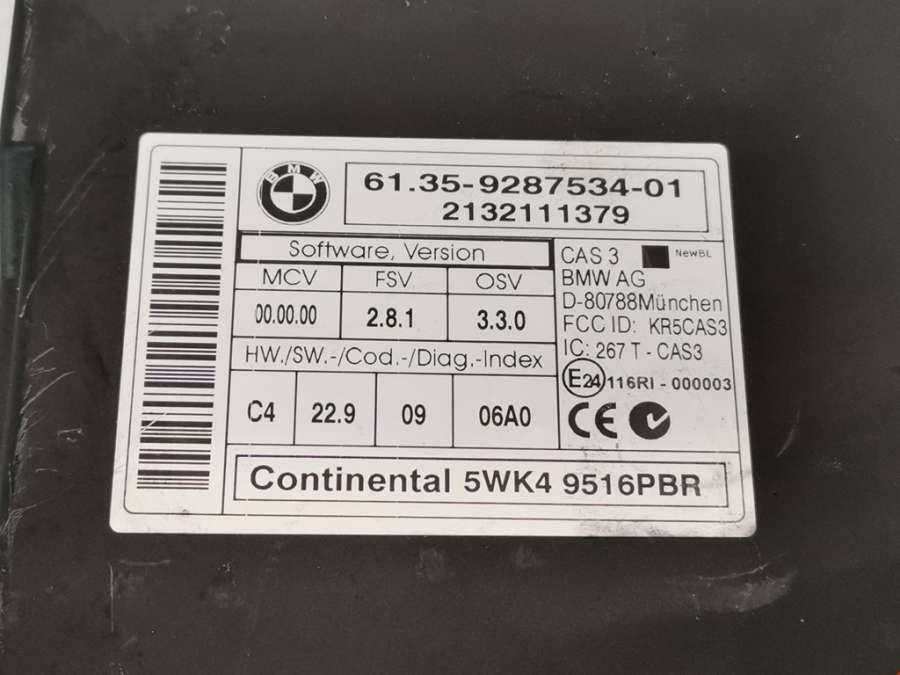 BMW
61.35-9287534-01
2132111379
Software, Version
MCV FSV OSV
00.00.00 2.8.1 3.3.0
HW./SW.-/Cod.-/Diag.-Index
C4 22.9 09 06A0
CAS 3 NewBL
BMW AG
D-80788München
FCC ID: KR5CAS3
IC: 267 T - CAS3
E24 116RI - 000003
CE
Continental 5WK4 9516PBR